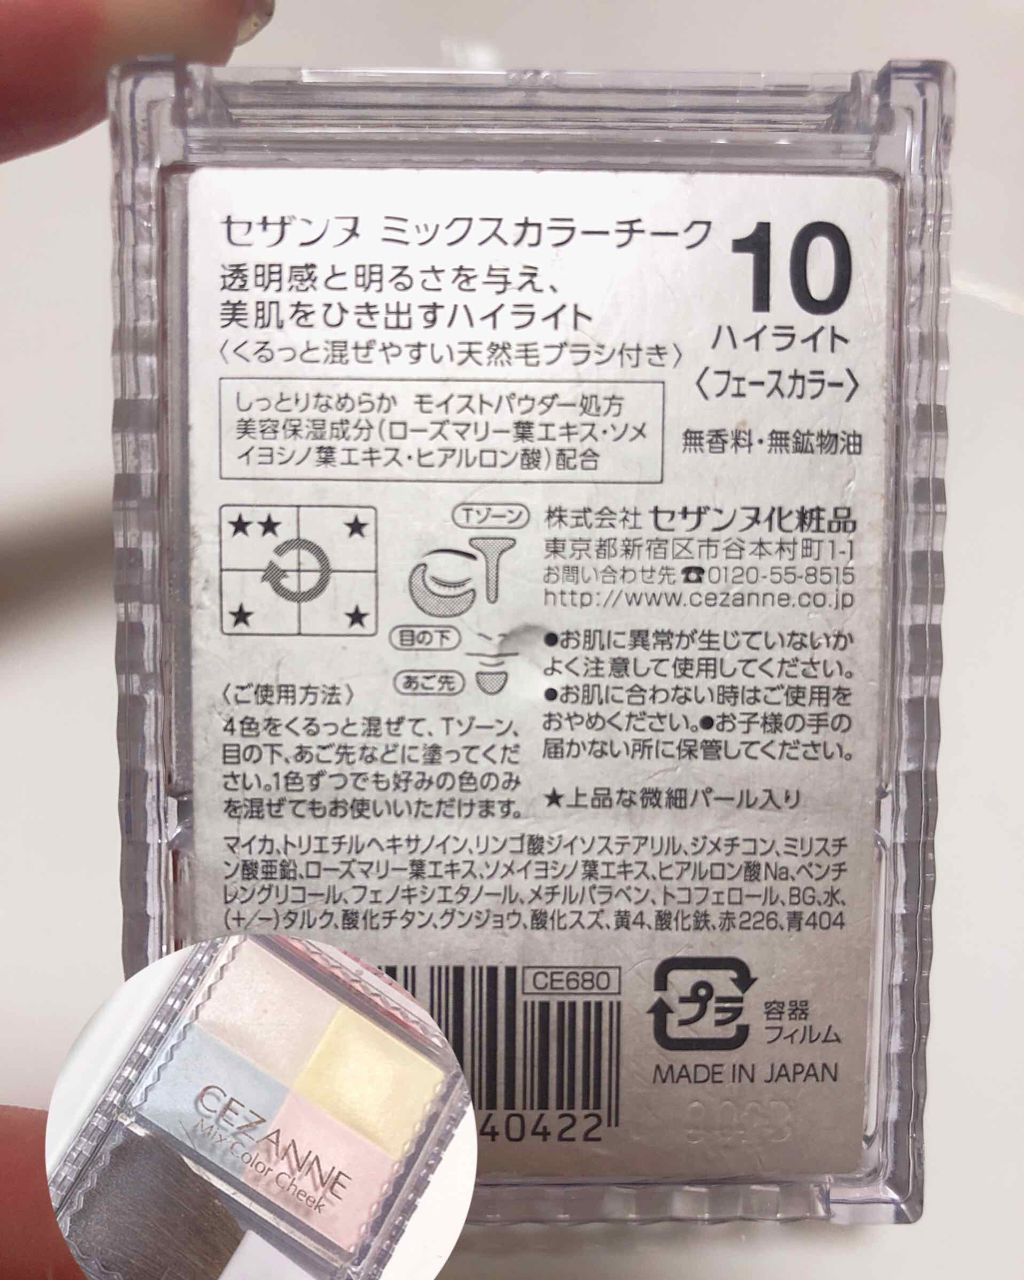 セザンヌ ミックスカラーチーク
10
透明感と明るさを与え、
美肌をひき出すハイライト
〈くるっと混ぜやすい天然毛ブラシ付き〉
ハイライト
〈フェースカラー〉
しっとりなめらか モイストパウダー処方
美容保湿成分(ローズマリー葉エキス・ソメ
イヨシノ葉エキス・ヒアルロン酸)配合
無香料・無鉱物油
★★ ★
★ ★
Tゾーン
目の下
あご先
株式会社 セザンヌ化粧品
東京都新宿区市谷本村町1-1
お問い合わせ先☎0120-55-8515
http://www.cezanne.co.jp
●お肌に異常が生じていないか
よく注意して使用してください。
●お肌に合わない時はご使用を
おやめください。●お子様の手の
届かない所に保管してください。
★上品な微細パール入り
〈ご使用方法〉
4色をくるっと混ぜて、Tゾーン、
目の下、あご先などに塗ってくだ
さい。1色ずつでも好みの色のみ
を混ぜてもお使いいただけます。
マイカ、トリエチルヘキサノイン、リンゴ酸ジイソステアリル、ジメチコン、ミリスチ
ン酸亜鉛、ローズマリー葉エキス、ソメイヨシノ葉エキス、ヒアルロン酸Na、ペンチ
レングリコール、フェノキシエタノール、メチルパラベン、トコフェロール、BG、水、
(+/-)タルク、酸化チタン、グンジョウ、酸化スズ、黄4、酸化鉄、赤226、青404
CE680
40422
プラ
容器
フィルム
MADE IN JAPAN
CEZANNE
Mix Color Cheek